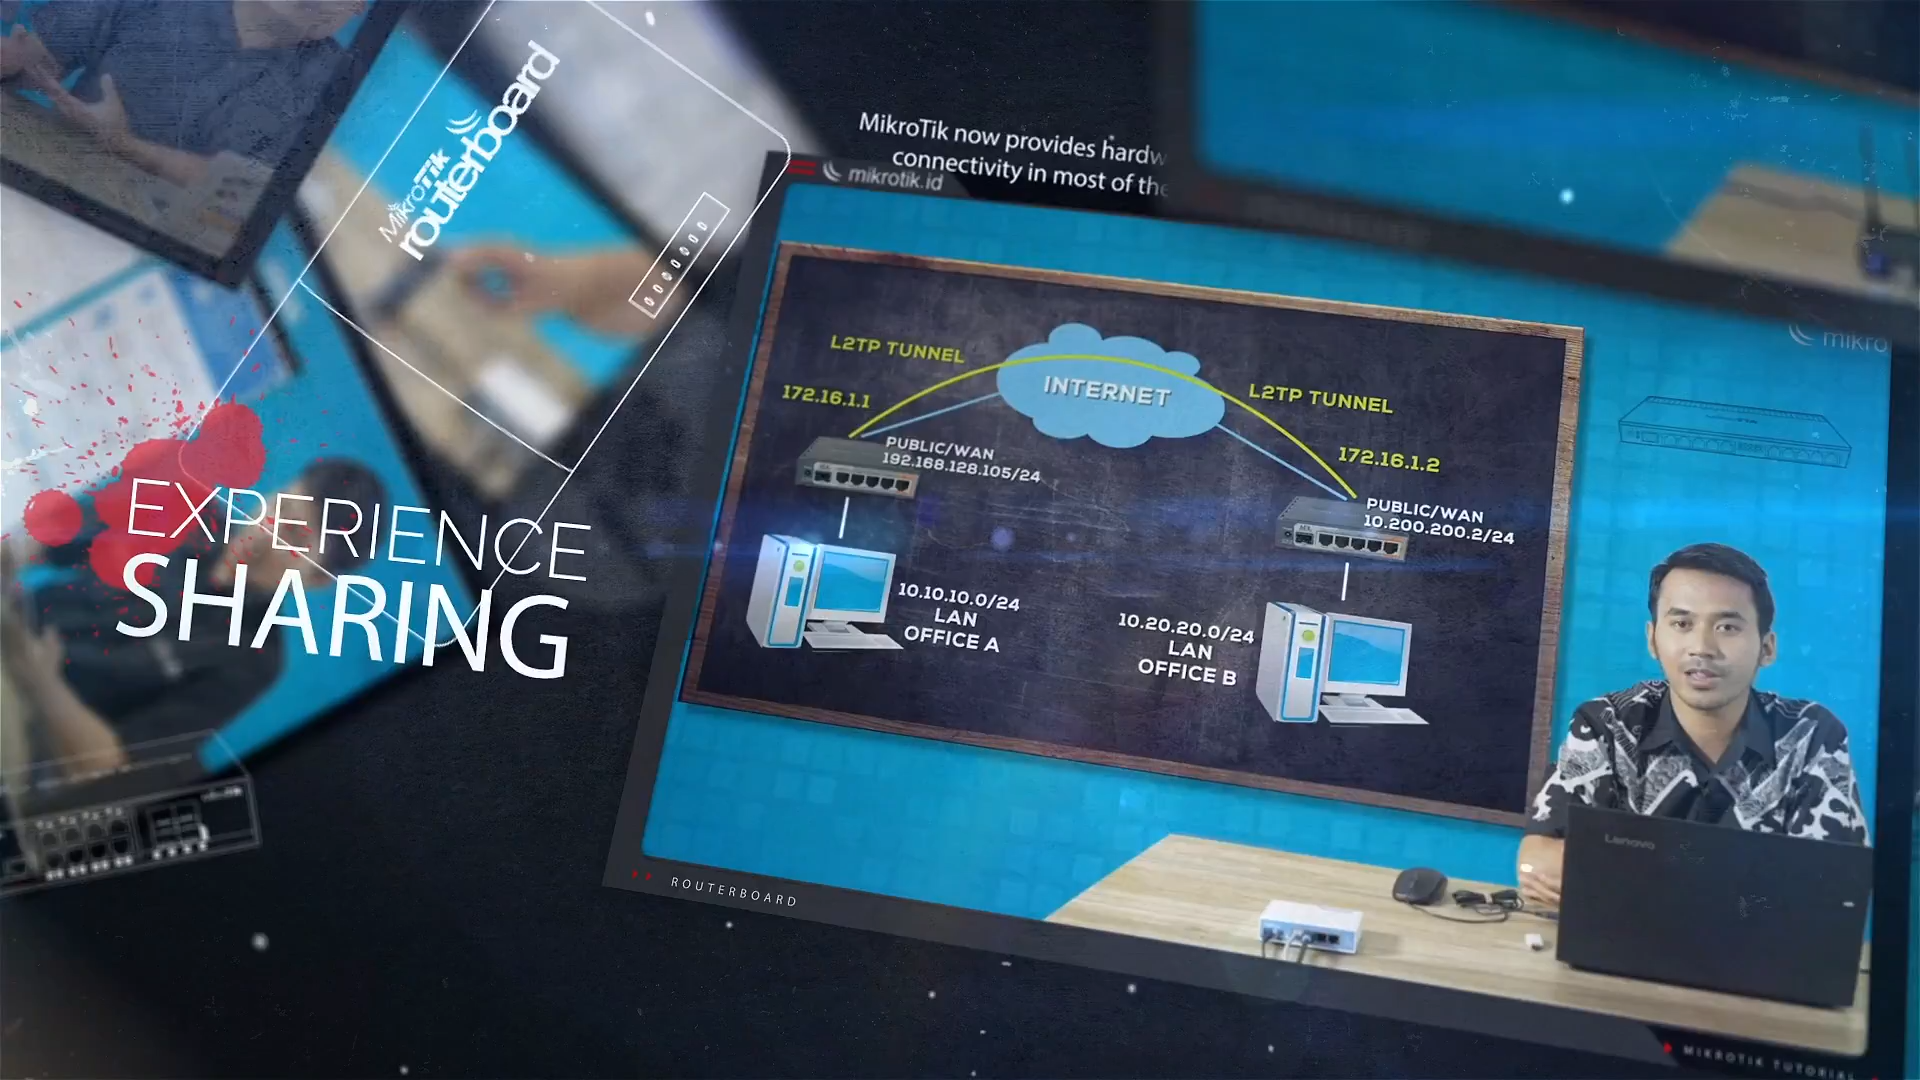 MikroTik
routerboard
MikroTik now provides
connectivity in most of the
mikrotik.id
L2TP TUNNEL
INTERNET
L2TP TUNNEL
172.16.1.1
172.16.1.2
PUBLIC/WAN
192.168.128.105/24
PUBLIC/WAN
10.200.200.2/24
EXPERIENCE
SHARING
10.10.10.0/24
LAN
OFFICE A
10.20.20.0/24
LAN
OFFICE B
mikro
Lenovo
ROUTERBOARD
MIKROTIK TUTORIAL